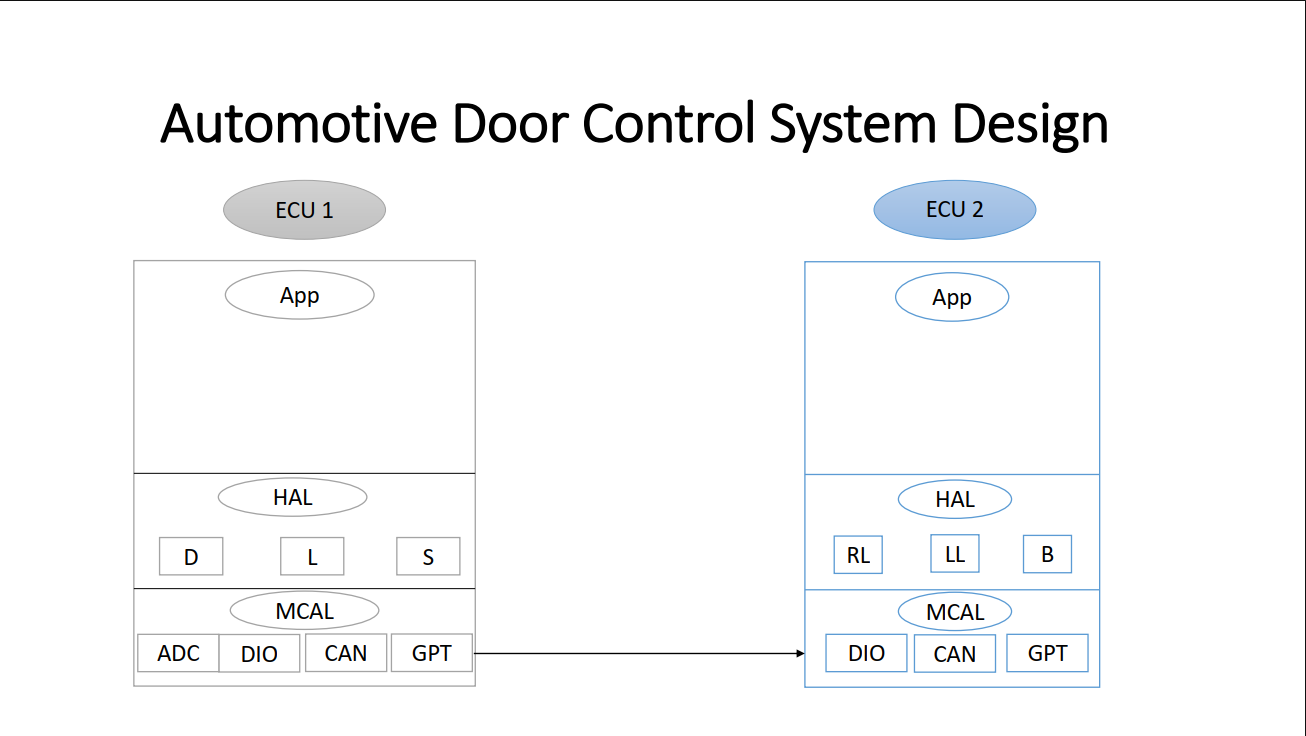 Automotive Door Control System Design
ECU 1
ECU 2
App
App
HAL
HAL
D L S
RL LL B
MCAL
MCAL
ADC DIO CAN GPT
DIO CAN GPT